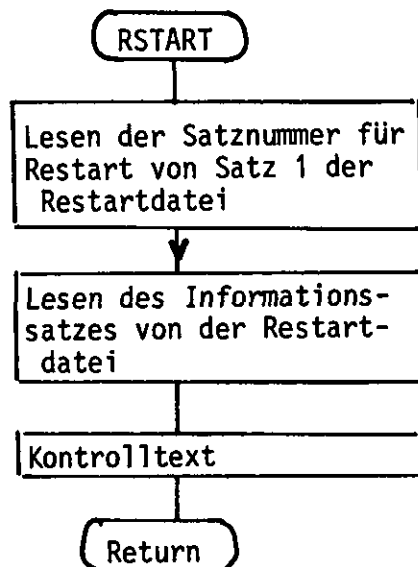 RSTART
Lesen der Satznummer für
Restart von Satz 1 der
Restartdatei
Lesen des Informations-
satzes von der Restart-
datei
Kontrolltext
Return